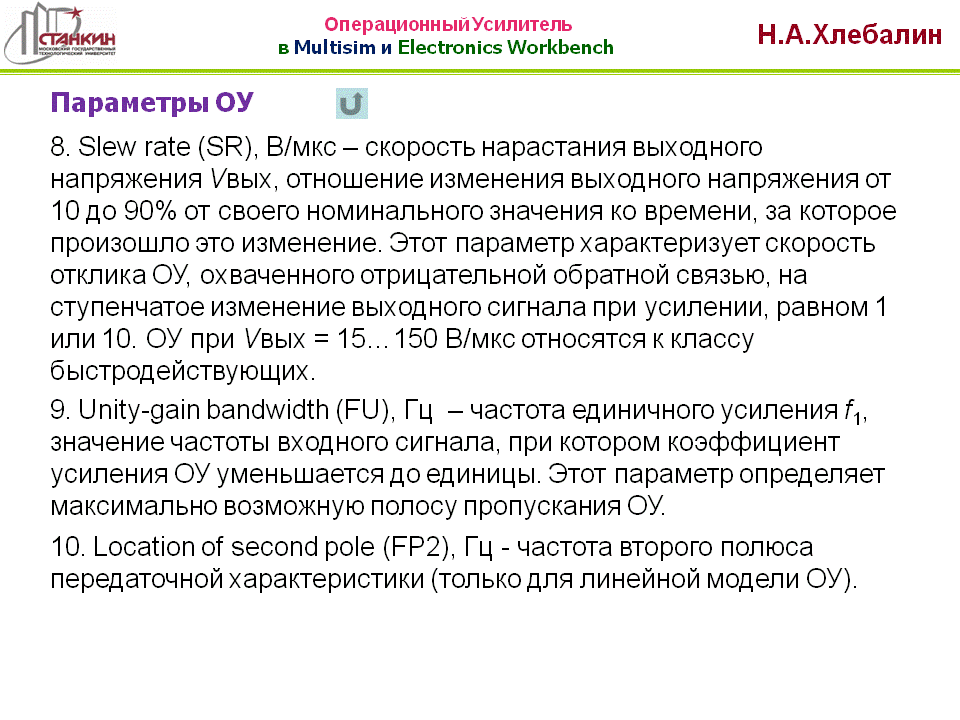 СТАНКИН
МОСКОВСКИЙ ГОСУДАРСТВЕННЫЙ
ТЕХНОЛОГИЧЕСКИЙ УНИВЕРСИТЕТ
Операционный Усилитель
в Multisim и Electronics Workbench
Н.А.Хлебалин
Параметры ОУ
8. Slew rate (SR), В/мкс – скорость нарастания выходного
напряжения Vвых, отношение изменения выходного напряжения от
10 до 90% от своего номинального значения ко времени, за которое
произошло это изменение. Этот параметр характеризует скорость
отклика ОУ, охваченного отрицательной обратной связью, на
ступенчатое изменение выходного сигнала при усилении, равном 1
или 10. ОУ при Vвых = 15…150 В/мкс относятся к классу
быстродействующих.
9. Unity-gain bandwidth (FU), Гц – частота единичного усиления f1,
значение частоты входного сигнала, при котором коэффициент
усиления ОУ уменьшается до единицы. Этот параметр определяет
максимально возможную полосу пропускания ОУ.
10. Location of second pole (FP2), Гц - частота второго полюса
передаточной характеристики (только для линейной модели ОУ).